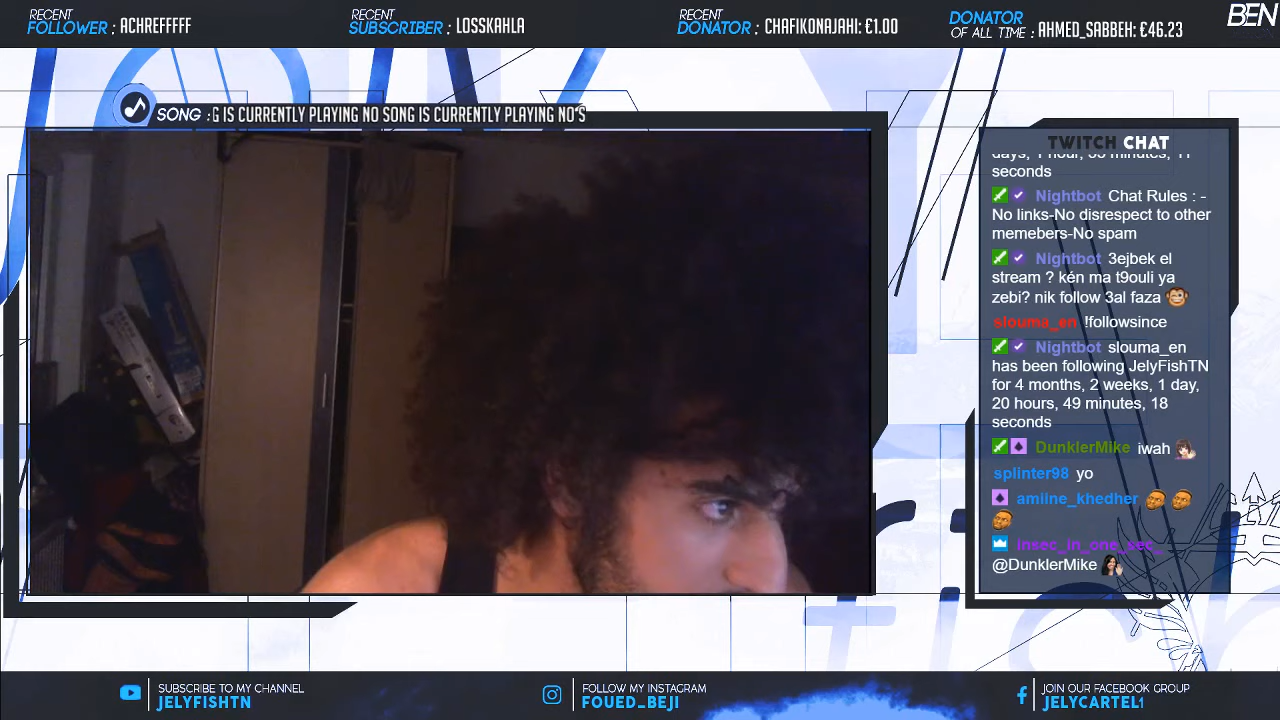 RECENT
FOLLOWER : ACHREFFFFF
RECENT
SUBSCRIBER : LOSSKAHLA
RECENT
DONATOR : CHAFIKONAJAHI: €1.00
DONATOR
OF ALL TIME : AHMED_SABBEH: €46.23
BEN
SONG : G IS CURRENTLY PLAYING NO SONG IS CURRENTLY PLAYING NO S
TWITCH CHAT
seconds
Nightbot Chat Rules : -
No links-No disrespect to other
memebers-No spam
Nightbot 3ejbek el
stream ? kén ma t9ouli ya
zebi? nik follow 3al faza
slouma_en !followsince
Nightbot slouma_en
has been following JelyFishTN
for 4 months, 2 weeks, 1 day,
20 hours, 49 minutes, 18
seconds
DunklerMike iwah
splinter98 yo
amiine_khedher
insec_in_one_sec_
@DunklerMike
SUBSCRIBE TO MY CHANNEL
JELYFISHTN
FOLLOW MY INSTAGRAM
FOUED_BEJI
JOIN OUR FACEBOOK GROUP
JELYCARTEL1